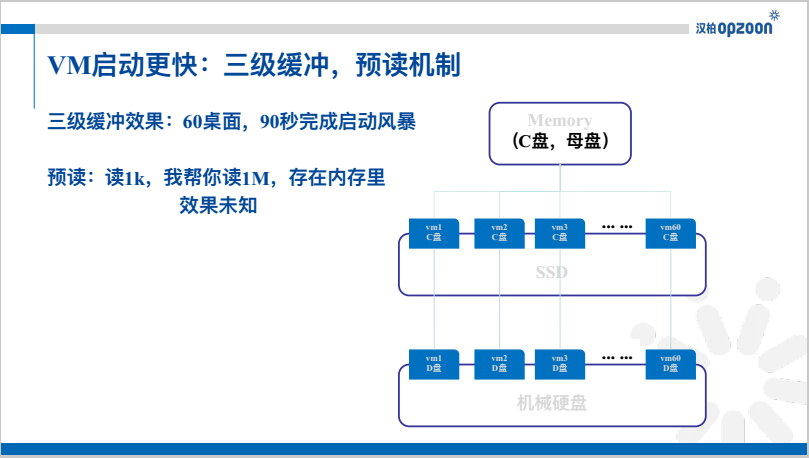 汉柏opzoon
VM启动更快：三级缓冲，预读机制
三级缓冲效果：60桌面，90秒完成启动风暴
预读：读1k，我帮你读1M，存在内存里
效果未知
Memory
（C盘，母盘）
vm1
C盘
vm2
C盘
vm3
C盘
... ...
vm60
C盘
SSD
vm1
D盘
vm2
D盘
vm3
D盘
... ...
vm60
D盘
机械硬盘